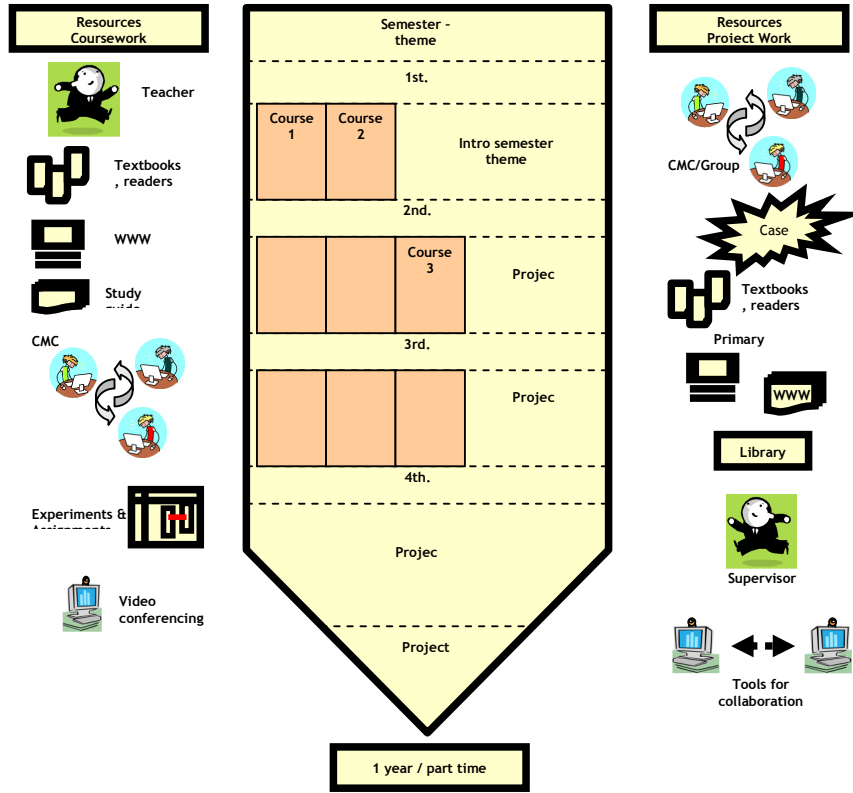 Resources
Coursework
Teacher
Textbooks
, readers
WWW
Study
guide
CMC
Experiments &
Assignments
Video
conferencing
Semester –
theme
1st.
Course
1
Course
2
Intro semester
theme
2nd.
Course
3
Projec
3rd.
Projec
4th.
Projec
Project
1 year / part time
Resources
Project Work
CMC/Group
Case
Textbooks
, readers
Primary
WWW
Library
Supervisor
Tools for
collaboration